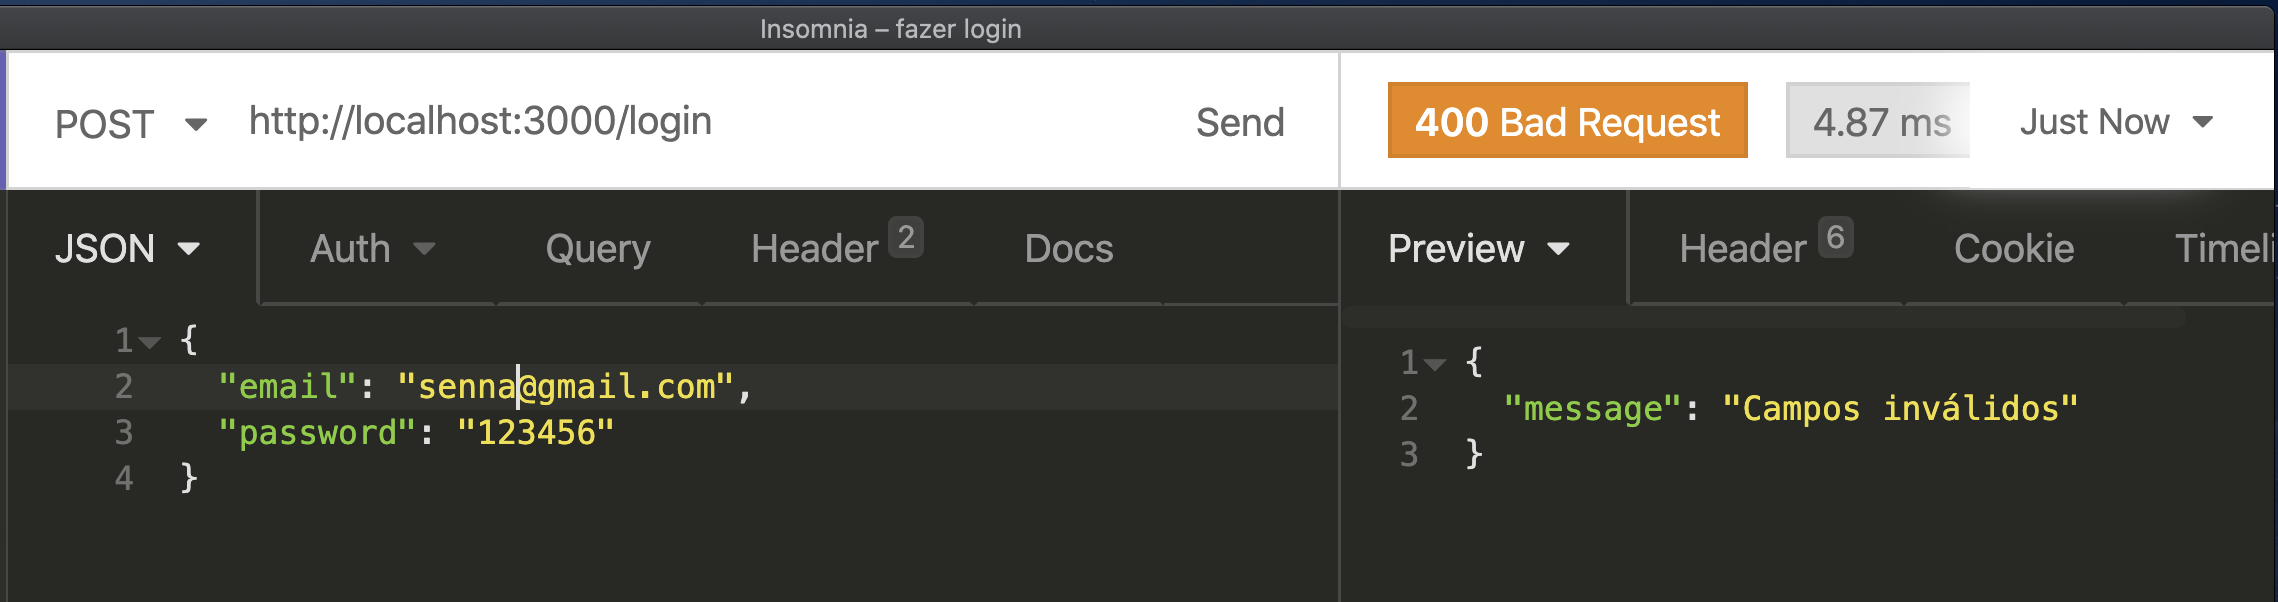 Insomnia – fazer login
POST http://localhost:3000/login Send
400 Bad Request 4.87 ms Just Now
JSON Auth Query Header 2 Docs
1 {
2 "email": "senna@gmail.com",
3 "password": "123456"
4 }
Preview Header 6 Cookie Timeli
1 {
2 "message": "Campos inválidos"
3 }